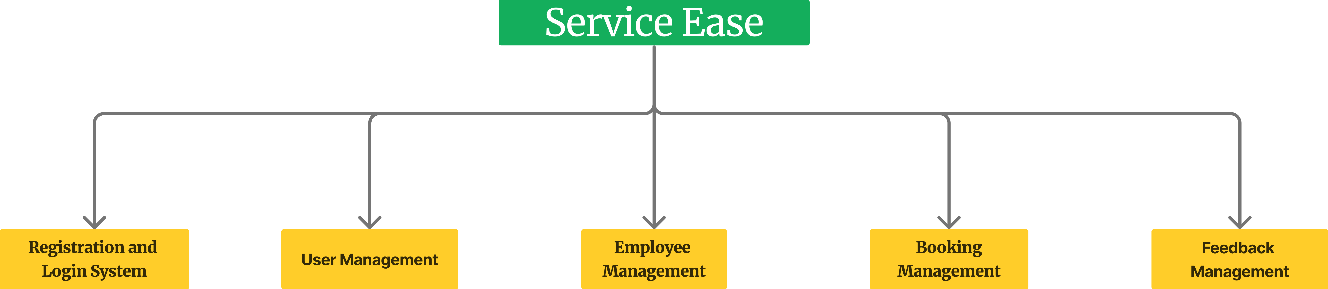 Service Ease
Registration and
Login System
User Management
Employee
Management
Booking
Management
Feedback
Management